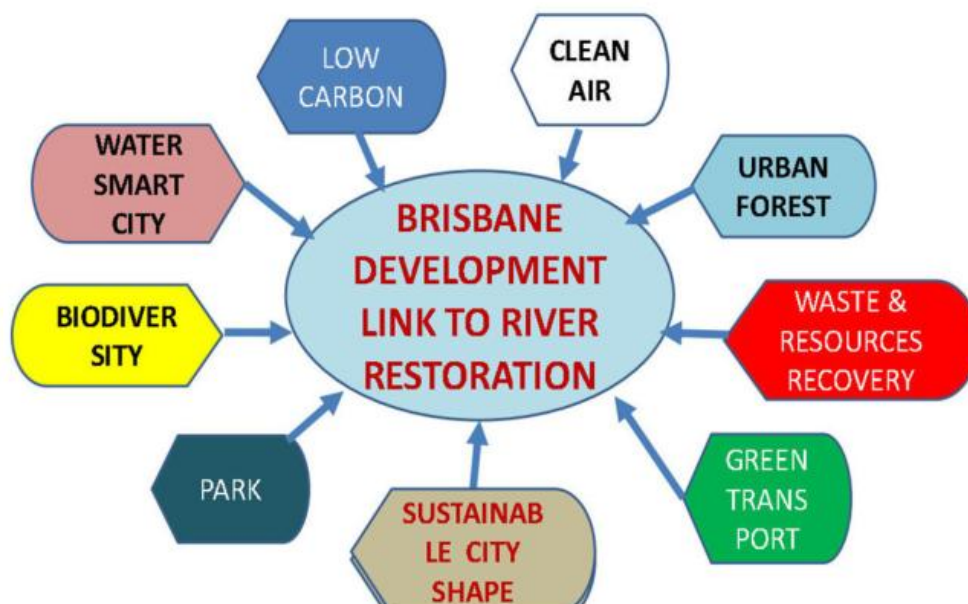 LOW
CARBON
CLEAN
AIR
WATER
SMART
CITY
URBAN
FOREST
BRISBANE
DEVELOPMENT
LINK TO RIVER
RESTORATION
BIODIVER
SITY
WASTE &
RESOURCES
RECOVERY
PARK
SUSTAINAB
LE CITY
SHAPE
GREEN
TRANS
PORT